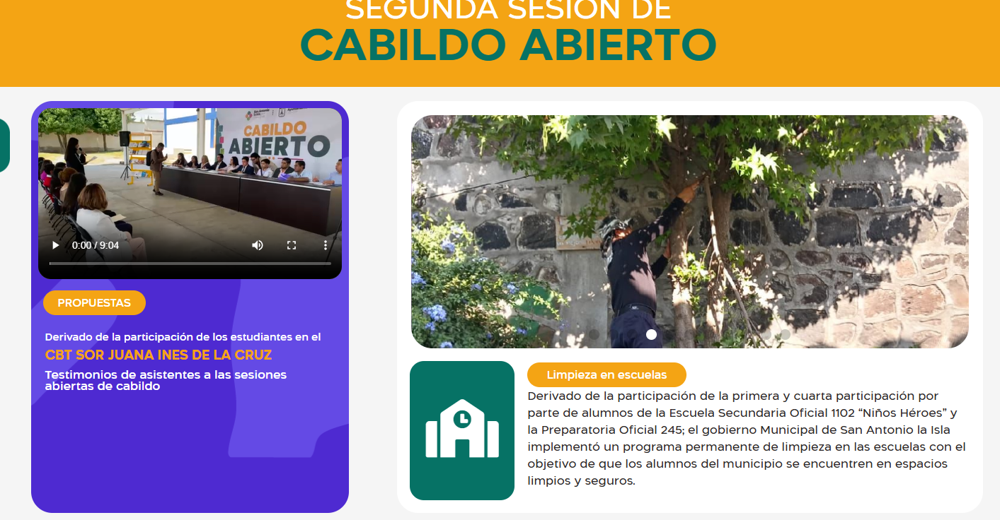 SEGUNDA SESIÓN DE
CABILDO ABIERTO
San Antonio
CABILDO
ABIERTO
0:00 / 9:04
PROPUESTAS
Derivado de la participación de los estudiantes en el
CBT SOR JUANA INES DE LA CRUZ
Testimonios de asistentes a las sesiones
abiertas de cabildo
Limpieza en escuelas
Derivado de la participación de la primera y cuarta participación por
parte de alumnos de la Escuela Secundaria Oficial 1102 “Niños Héroes” y
la Preparatoria Oficial 245; el gobierno Municipal de San Antonio la Isla
implementó un programa permanente de limpieza en las escuelas con el
objetivo de que los alumnos del municipio se encuentren en espacios
limpios y seguros.